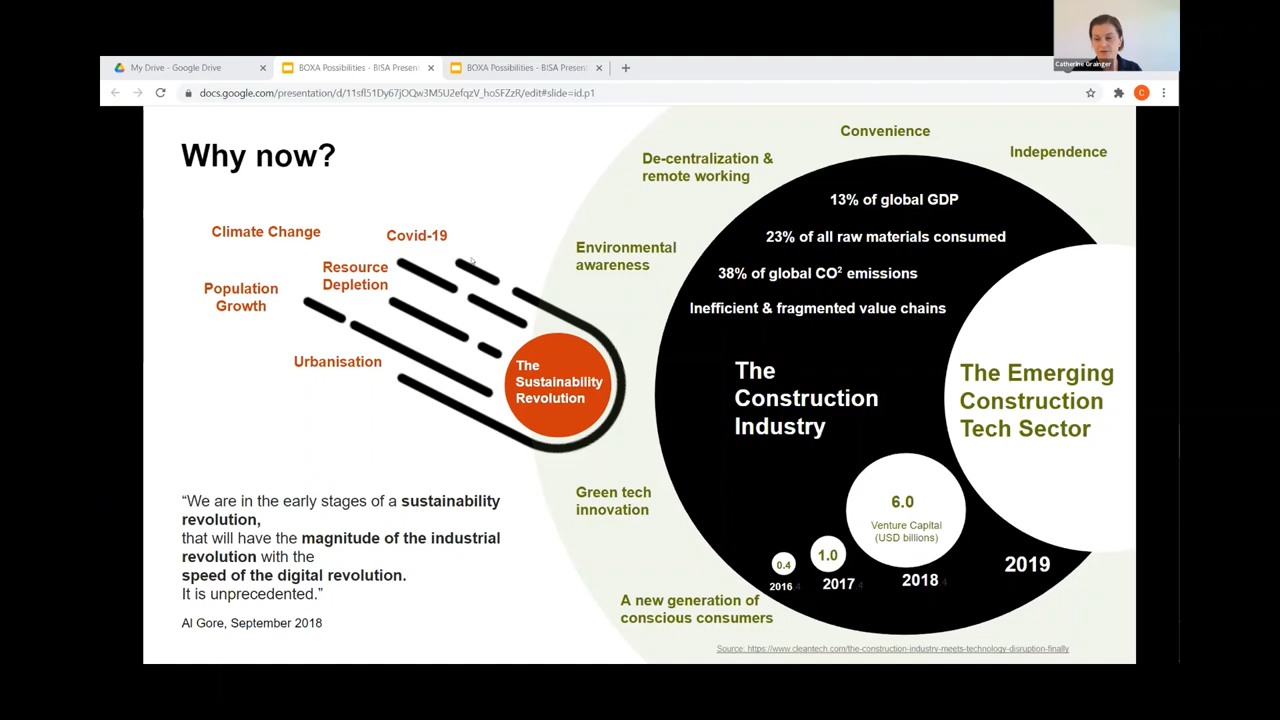 Catherine Grainger
My Drive - Google Drive
BOXA Possibilities - BISA Present
BOXA Possibilities - BISA Present
docs.google.com/presentation/d/11sfl51Dy67jOQw3M5U2efqzV_hoSFZzR/edit#slide=id.p1
C
Why now?
Climate Change
Covid-19
Resource
Depletion
Population
Growth
Urbanisation
The
Sustainability
Revolution
“We are in the early stages of a sustainability
revolution,
that will have the magnitude of the industrial
revolution with the
speed of the digital revolution.
It is unprecedented.”
Al Gore, September 2018
Convenience
Independence
De-centralization &
remote working
Environmental
awareness
Green tech
innovation
A new generation of
conscious consumers
13% of global GDP
23% of all raw materials consumed
38% of global CO² emissions
Inefficient & fragmented value chains
The
Construction
Industry
The Emerging
Construction
Tech Sector
0.4
2016
1.0
2017
6.0
Venture Capital
(USD billions)
2018
2019
Source: https://www.cleantech.com/the-construction-industry-meets-technology-disruption-finally